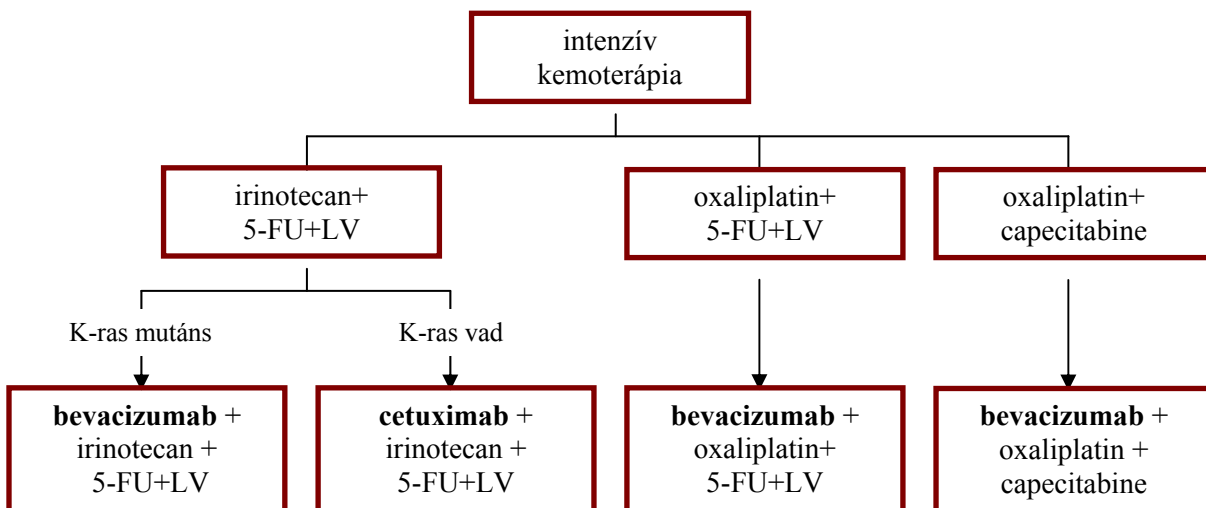 intenzív
kemoterápia
irinotecan+
5-FU+LV
oxaliplatin+
5-FU+LV
oxaliplatin+
capecitabine
K-ras mutáns
K-ras vad
bevacizumab +
irinotecan +
5-FU+LV
cetuximab +
irinotecan +
5-FU+LV
bevacizumab +
oxaliplatin+
5-FU+LV
bevacizumab +
oxaliplatin +
capecitabine